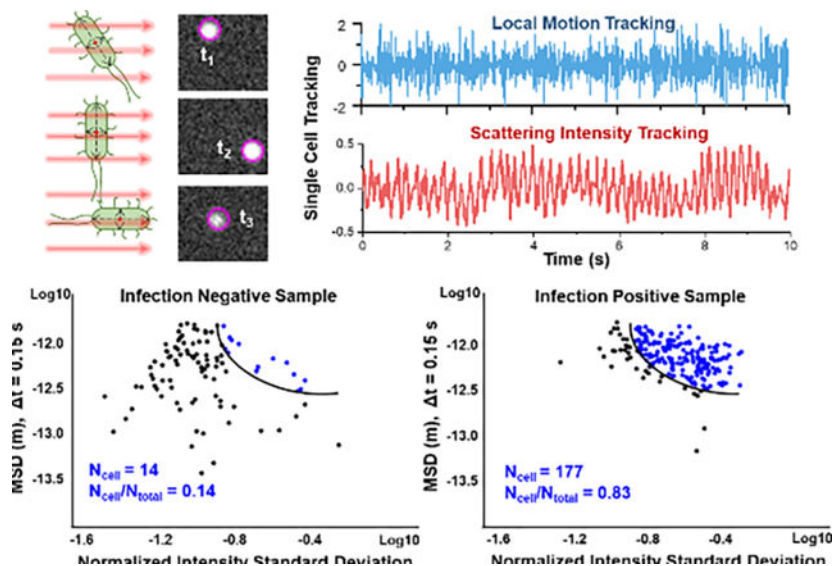 t1
t2
t3
Local Motion Tracking
2
0
-2
Scattering Intensity Tracking
0.5
0.0
-0.5
Single Cell Tracking
0 2 4 6 8 10
Time (s)
Log10 Infection Negative Sample
-12.0
-12.5
-13.0
-13.5
MSD (m), Δt = 0.15 s
Ncell = 14
Ncell/Ntotal = 0.14
-1.6 -1.2 -0.8 -0.4 Log10
Normalized Intensity Standard Deviation
Log10 Infection Positive Sample
-12.0
-12.5
-13.0
-13.5
MSD (m), Δt = 0.15 s
Ncell = 177
Ncell/Ntotal = 0.83
-1.6 -1.2 -0.8 -0.4 Log10
Normalized Intensity Standard Deviation